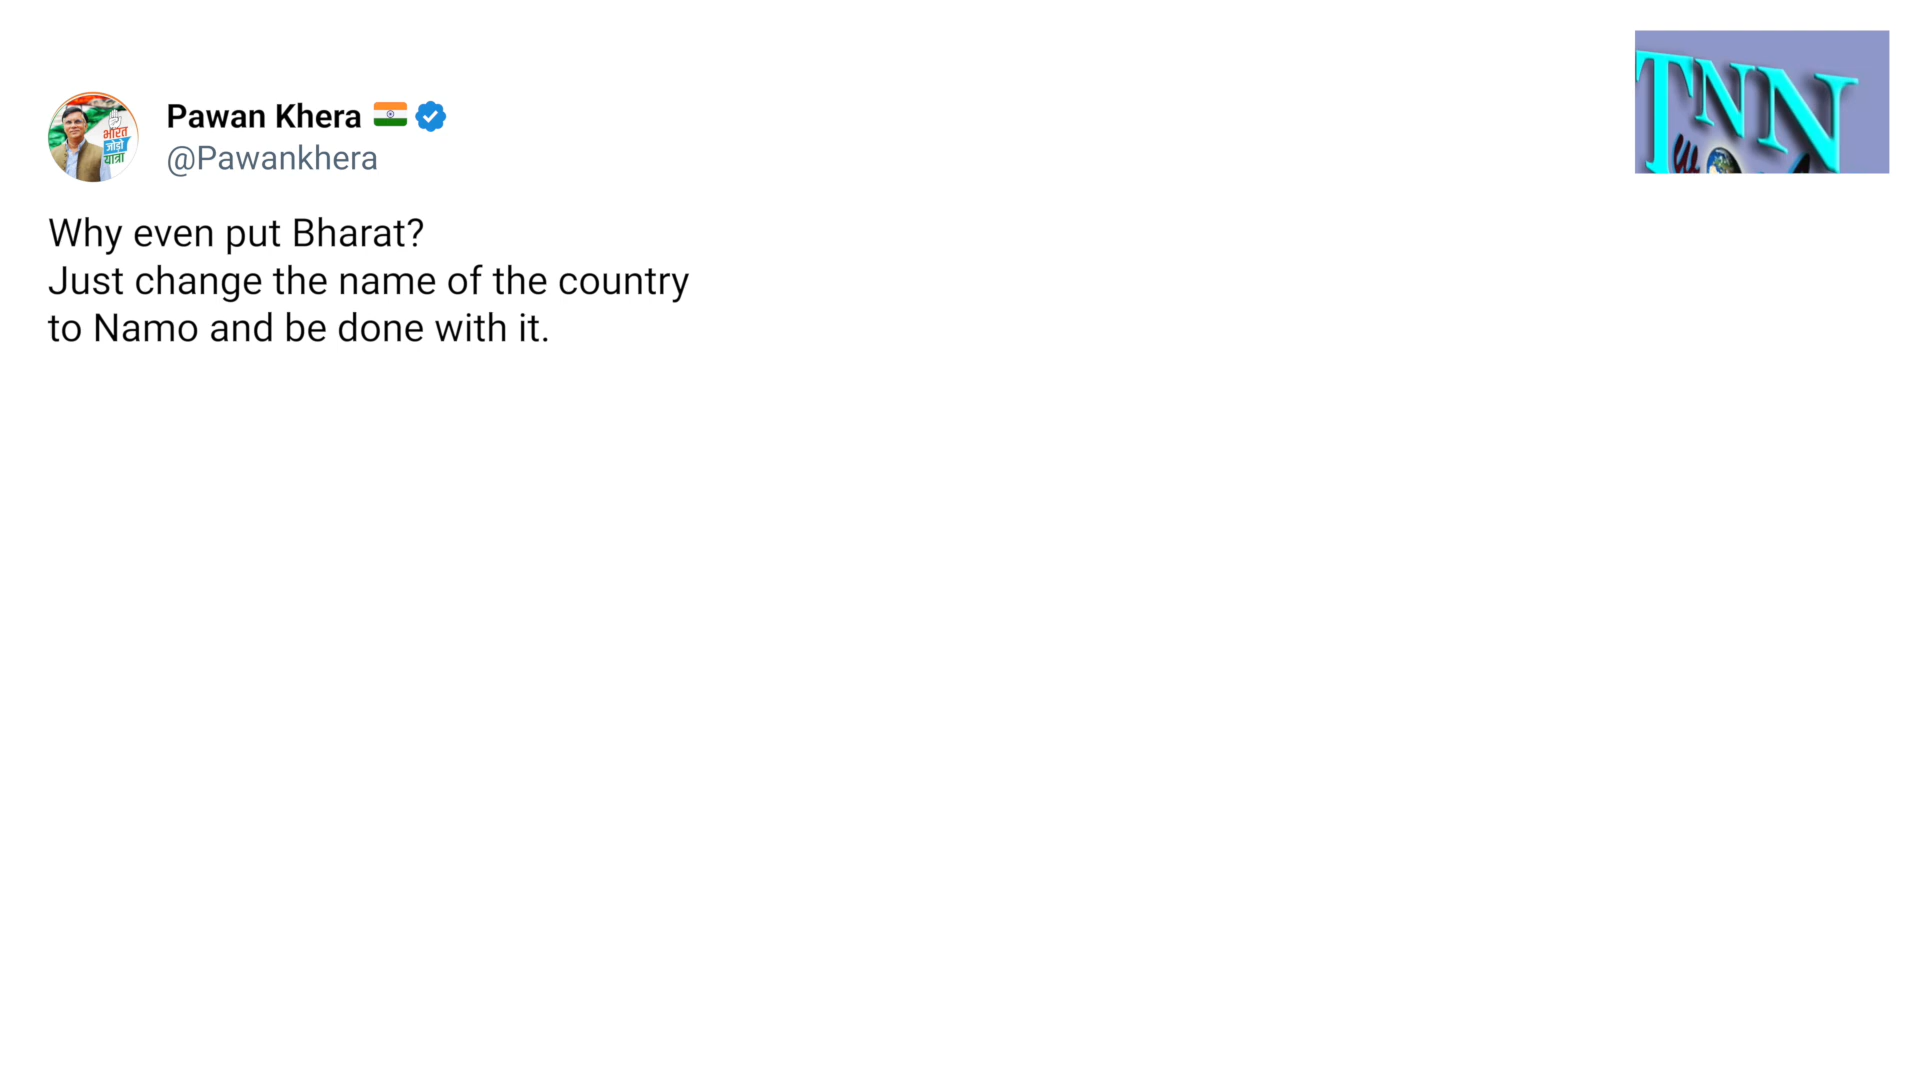 Pawan Khera
@Pawankhera
भारत
जोड़ो
यात्रा
Why even put Bharat?
Just change the name of the country
to Namo and be done with it.
TNN